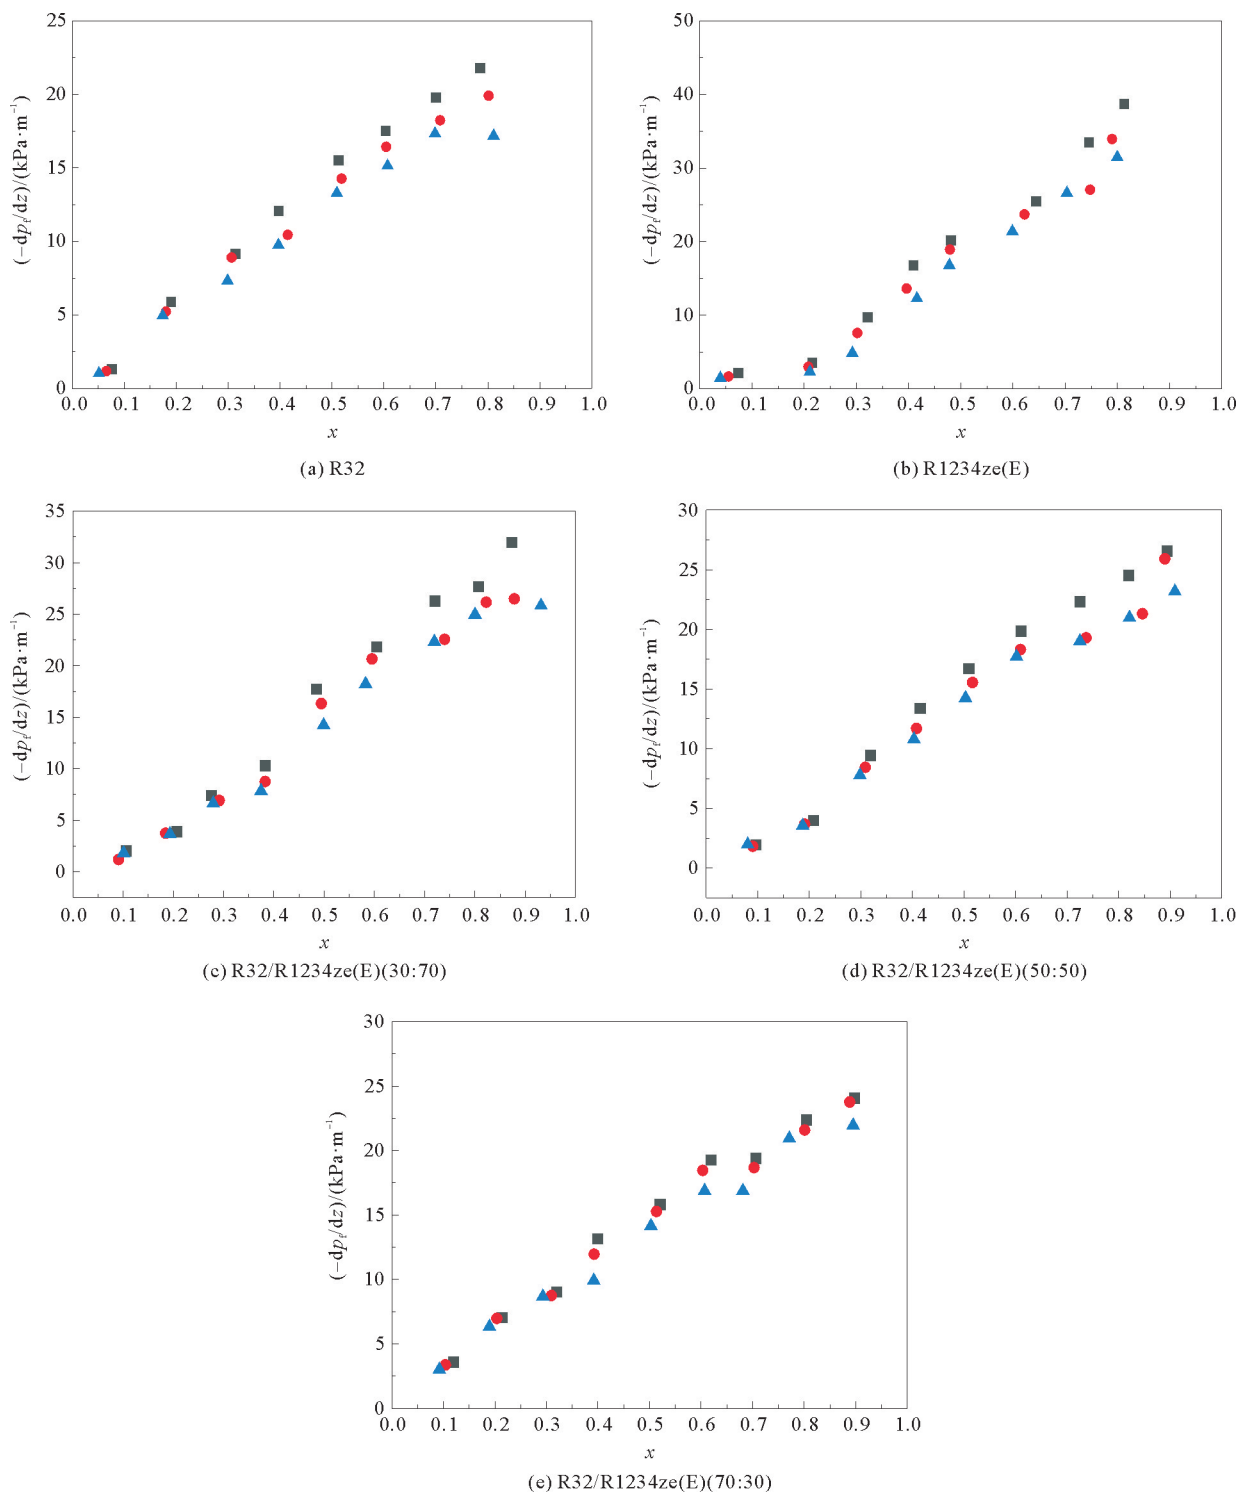 25
20
15
10
5
0
(−dpf/dz)/(kPa·m−1)
0.0 0.1 0.2 0.3 0.4 0.5 0.6 0.7 0.8 0.9 1.0
x
(a) R32
50
40
30
20
10
0
(−dpf/dz)/(kPa·m−1)
0.0 0.1 0.2 0.3 0.4 0.5 0.6 0.7 0.8 0.9 1.0
x
(b) R1234ze(E)
35
30
25
20
15
10
5
0
(−dpf/dz)/(kPa·m−1)
0.0 0.1 0.2 0.3 0.4 0.5 0.6 0.7 0.8 0.9 1.0
x
(c) R32/R1234ze(E)(30:70)
30
25
20
15
10
5
0
(−dpf/dz)/(kPa·m−1)
0.0 0.1 0.2 0.3 0.4 0.5 0.6 0.7 0.8 0.9 1.0
x
(d) R32/R1234ze(E)(50:50)
30
25
20
15
10
5
0
(−dpf/dz)/(kPa·m−1)
0.0 0.1 0.2 0.3 0.4 0.5 0.6 0.7 0.8 0.9 1.0
x
(e) R32/R1234ze(E)(70:30)